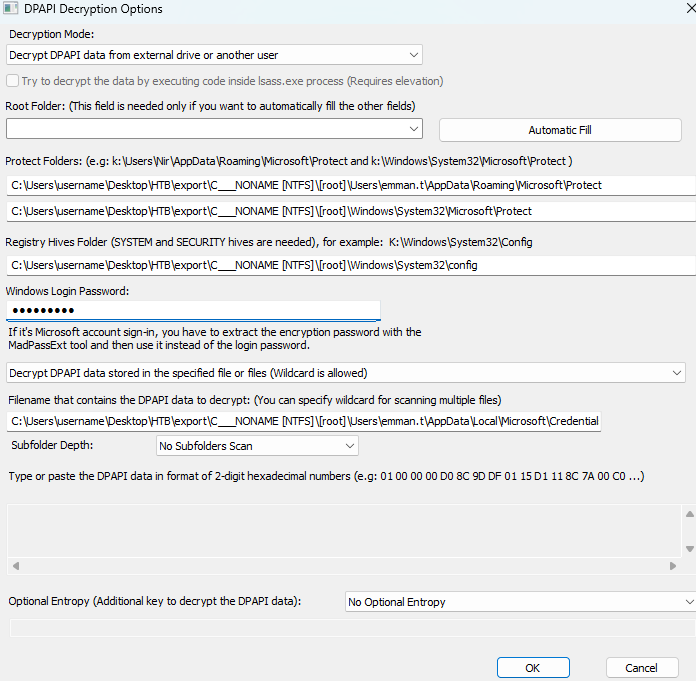 DPAPI Decryption Options
Decryption Mode:
Decrypt DPAPI data from external drive or another user
Try to decrypt the data by executing code inside lsass.exe process (Requires elevation)
Root Folder: (This field is needed only if you want to automatically fill the other fields)
Automatic Fill
Protect Folders: (e.g: k:\Users\Nir\AppData\Roaming\Microsoft\Protect and k:\Windows\System32\Microsoft\Protect )
C:\Users\username\Desktop\HTB\export\C___NONAME [NTFS]\[root]\Users\emman.t\AppData\Roaming\Microsoft\Protect
C:\Users\username\Desktop\HTB\export\C___NONAME [NTFS]\[root]\Windows\System32\Microsoft\Protect
Registry Hives Folder (SYSTEM and SECURITY hives are needed), for example:  K:\Windows\System32\Config
C:\Users\username\Desktop\HTB\export\C___NONAME [NTFS]\[root]\Windows\System32\config
Windows Login Password:
●●●●●●●●●
If it's Microsoft account sign-in, you have to extract the encryption password with the
MadPassExt tool and then use it instead of the login password.
Decrypt DPAPI data stored in the specified file or files (Wildcard is allowed)
Filename that contains the DPAPI data to decrypt: (You can specify wildcard for scanning multiple files)
C:\Users\username\Desktop\HTB\export\C___NONAME [NTFS]\[root]\Users\emman.t\AppData\Local\Microsoft\Credential
Subfolder Depth: No Subfolders Scan
Type or paste the DPAPI data in format of 2-digit hexadecimal numbers (e.g: 01 00 00 00 D0 8C 9D DF 01 15 D1 11 8C 7A 00 C0 ...)
Optional Entropy (Additional key to decrypt the DPAPI data): No Optional Entropy
OK Cancel